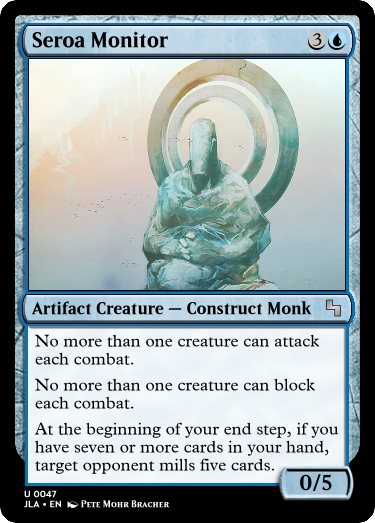 Seroa Monitor 3
Artifact Creature — Construct Monk
No more than one creature can attack
each combat.
No more than one creature can block
each combat.
At the beginning of your end step, if you
have seven or more cards in your hand,
target opponent mills five cards.
0/5
U 0047
JLA • EN Pete Mohr Bracher